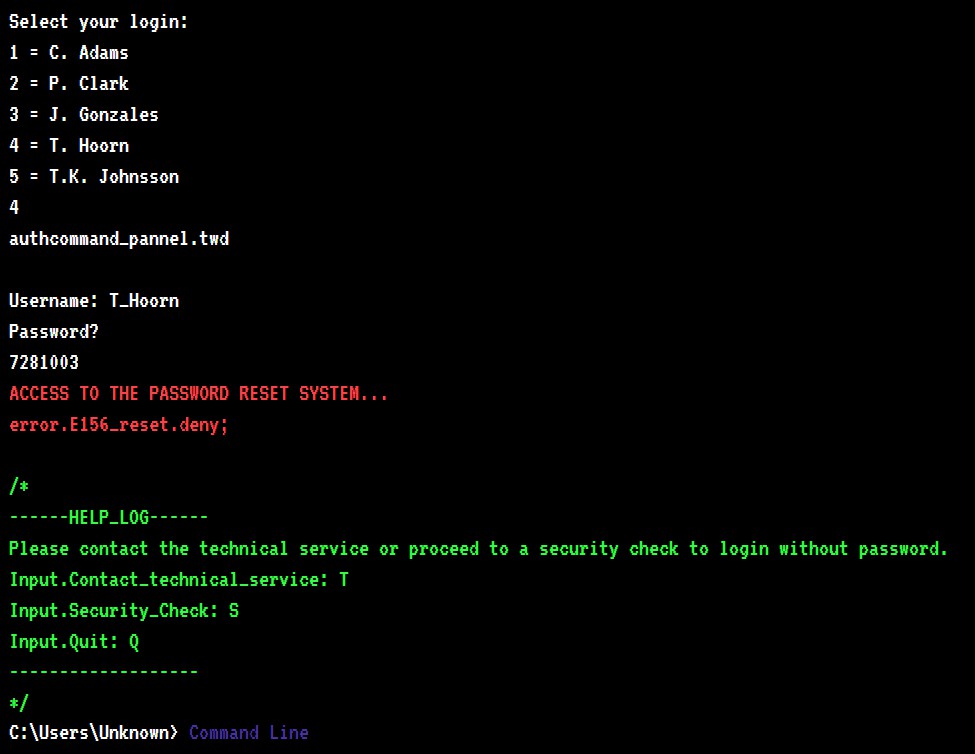 Select your login:
1 = C. Adams
2 = P. Clark
3 = J. Gonzales
4 = T. Hoorn
5 = T.K. Johnsson
4
authcommand_pannel.twd
Username: T_Hoorn
Password?
7281003
ACCESS TO THE PASSWORD RESET SYSTEM...
error.E156_reset.deny;
/*
------HELP_LOG------
Please contact the technical service or proceed to a security check to login without password.
Input.Contact_technical_service: T
Input.Security_Check: S
Input.Quit: Q
-------------------
*/
C:\Users\Unknown> Command Line